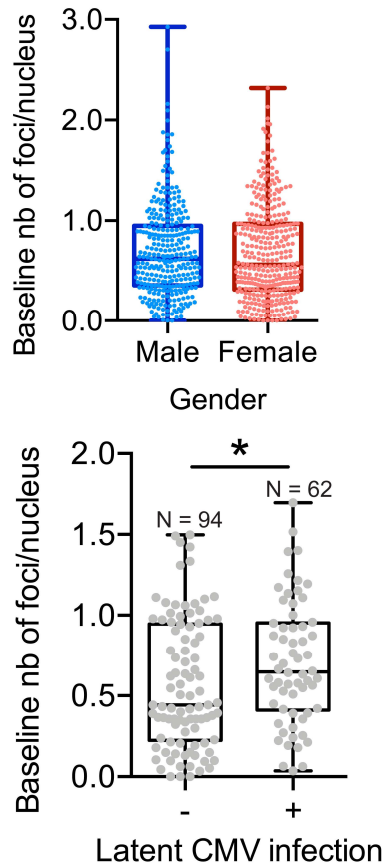 Baseline nb of foci/nucleus
3.0
2.0
1.0
0.0
Male Female
Gender
Baseline nb of foci/nucleus
2.0
1.5
1.0
0.5
0.0
*
N = 94
N = 62
- +
Latent CMV infection